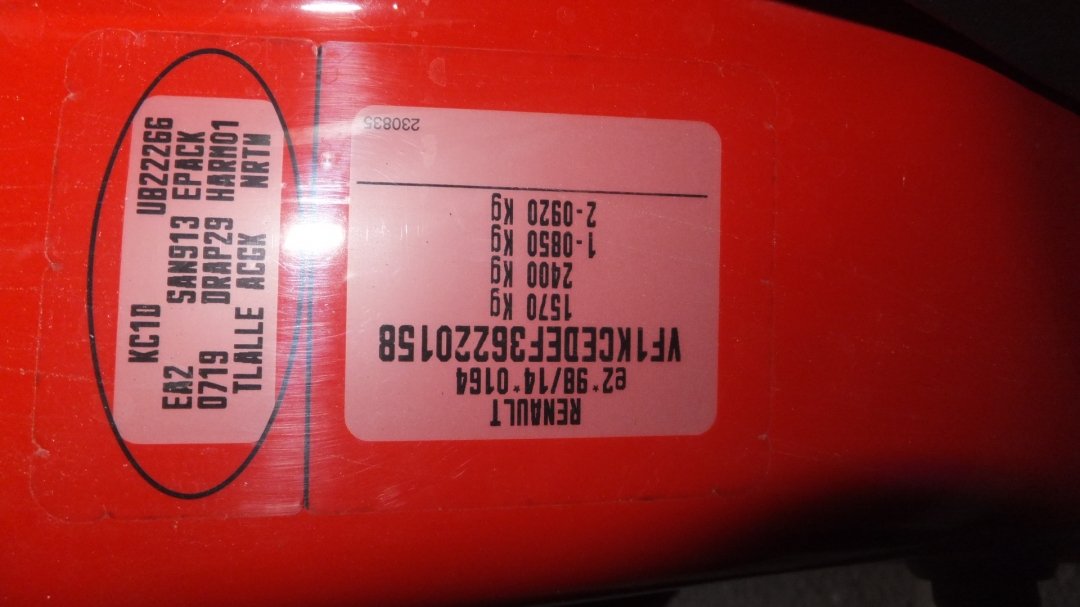 RENAULT
e2*98/14*0164
VF1KCEDEF36220158
1570 Kg
2400 Kg
1-0850 Kg
2-0920 Kg
230835
KC1D UB22266
EA2 SAN913 EPACK
0719 DRAP29 HARM01
TLALLE ACGK NRTW